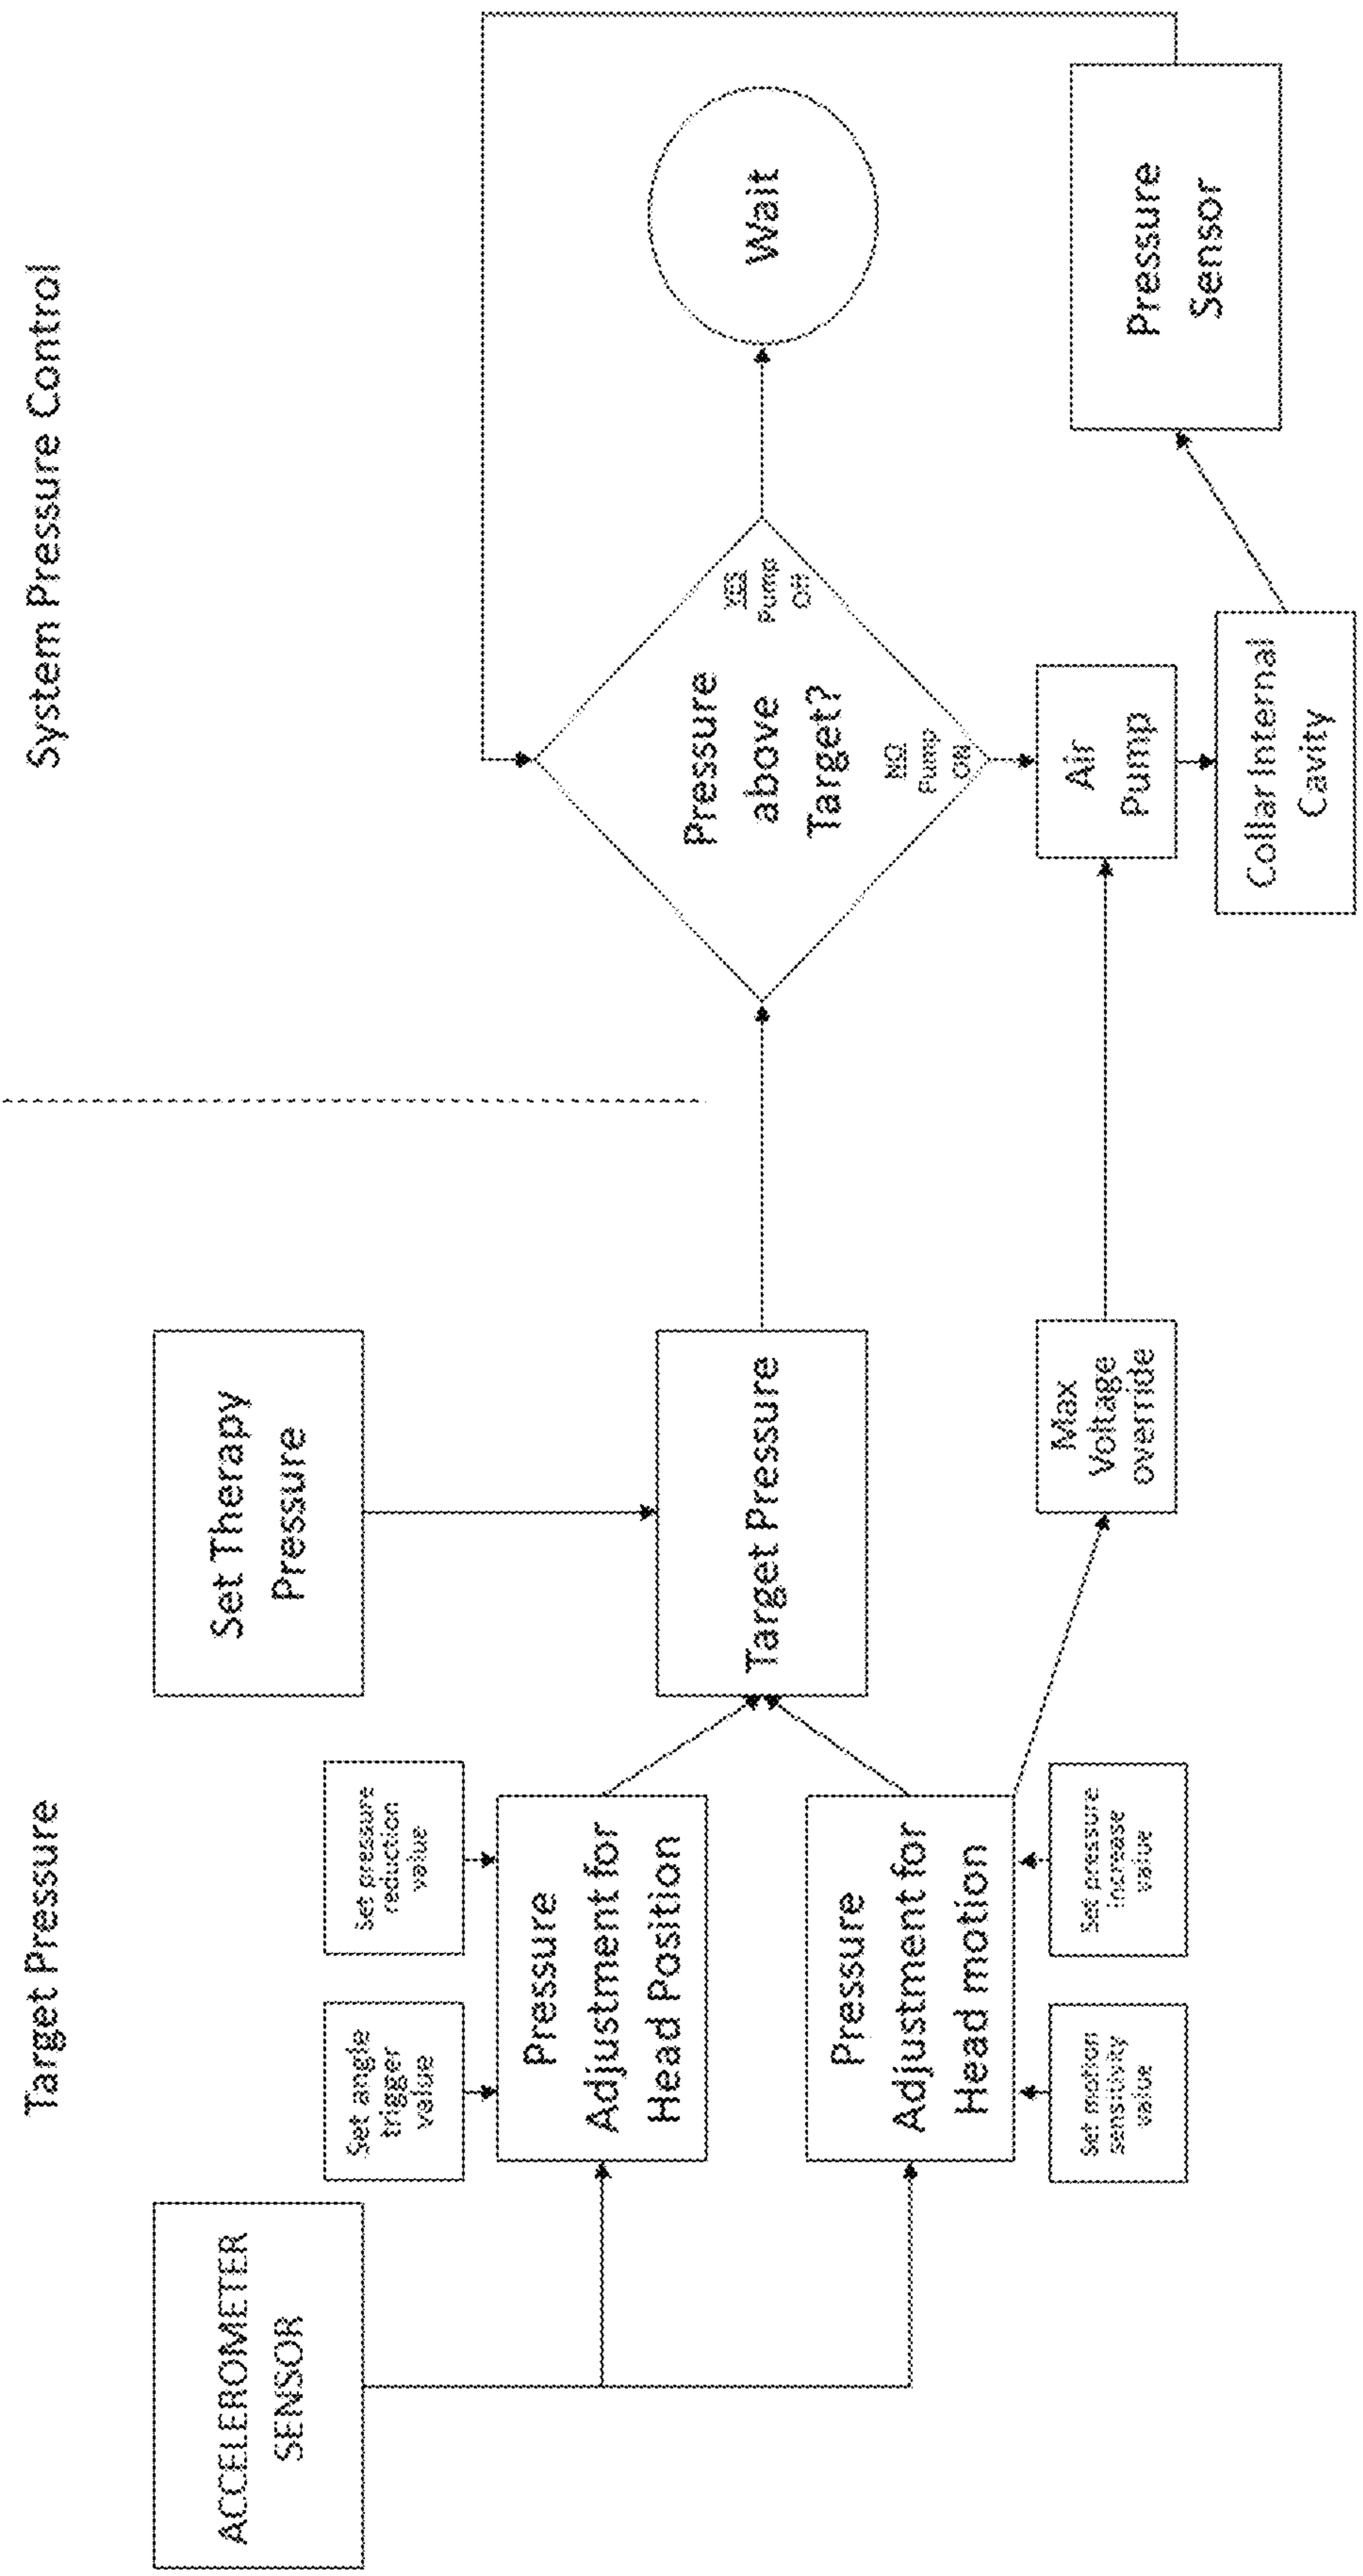 Target Pressure
System Pressure Control
ACCELEROMETER
SENSOR
Set Therapy
Pressure
Set angle
trigger
value
Set pressure
reduction
value
Pressure
Adjustment for
Head Position
Pressure
Adjustment for
Head motion
Set motion
sensitivity
value
Set pressure
increase
value
Target Pressure
Max
Voltage
override
Pressure
above
Target?
YES
Pump
Off
NO
Pump
ON
Wait
Air
Pump
Collar Internal
Cavity
Pressure
Sensor